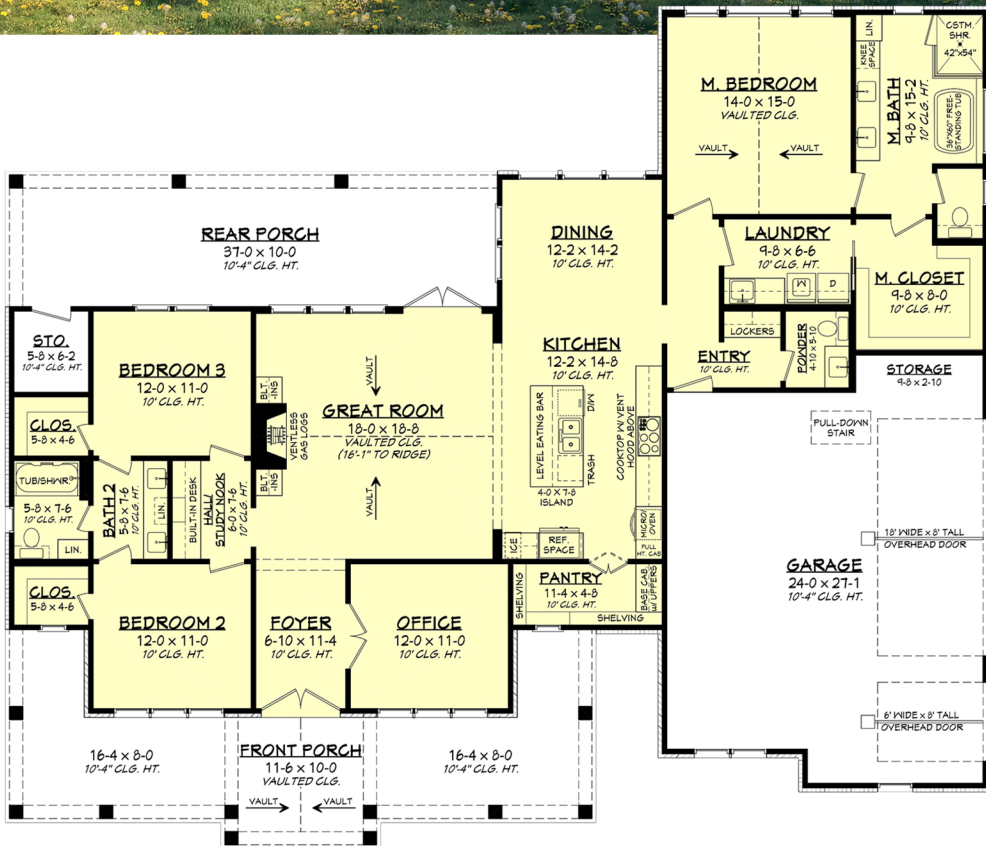 M. BEDROOM
14-0 x 15-0
VAULTED CLG.
VAULT
VAULT
LIN.
KNEE
SPACE
CSTM.
SHR.
42"x54"
M. BATH
9-8 x 15-2
10' CLG. HT.
36"x60" FREE-
STANDING TUB
REAR PORCH
37-0 x 10-0
10'-4" CLG. HT.
DINING
12-2 x 14-2
10' CLG. HT.
LAUNDRY
9-8 x 6-6
10' CLG. HT.
W
D
M. CLOSET
9-8 x 8-0
10' CLG. HT.
STO.
5-8 x 6-2
10'-4" CLG. HT.
BEDROOM 3
12-0 x 11-0
10' CLG. HT.
CLOS.
5-8 x 4-6
BLT.
-INS
VENTLESS
GAS LOGS
BLT.
-INS
VAULT
GREAT ROOM
18-0 x 18-8
VAULTED CLG.
(16'-1" TO RIDGE)
VAULT
KITCHEN
12-2 x 14-8
10' CLG. HT.
LEVEL EATING BAR
D/W
TRASH
4-0 x 7-8
ISLAND
COOKTOP W/ VENT
HOOD ABOVE
MICRO/
OVEN
FULL
HT. CAB
ICE
REF.
SPACE
LOCKERS
ENTRY
10' CLG. HT.
POWDER
4-10 x 5-10
STORAGE
9-8 x 2-10
PULL-DOWN
STAIR
TUB/SHWR.
5-8 x 7-6
10' CLG. HT.
LIN.
BATH 2
5-8 x 7-6
10' CLG. HT.
LIN.
BUILT-IN DESK
HALL/
STUDY NOOK
6-0 x 7-6
10' CLG. HT.
CLOS.
5-8 x 4-6
BEDROOM 2
12-0 x 11-0
10' CLG. HT.
FOYER
6-10 x 11-4
10' CLG. HT.
OFFICE
12-0 x 11-0
10' CLG. HT.
SHELVING
PANTRY
11-4 x 4-8
10' CLG. HT.
BASE CAB.
w/ UPPERS
SHELVING
GARAGE
24-0 x 27-1
10'-4" CLG. HT.
18' WIDE x 8' TALL
OVERHEAD DOOR
6' WIDE x 8' TALL
OVERHEAD DOOR
16-4 x 8-0
10'-4" CLG. HT.
FRONT PORCH
11-6 x 10-0
VAULTED CLG.
VAULT
VAULT
16-4 x 8-0
10'-4" CLG. HT.